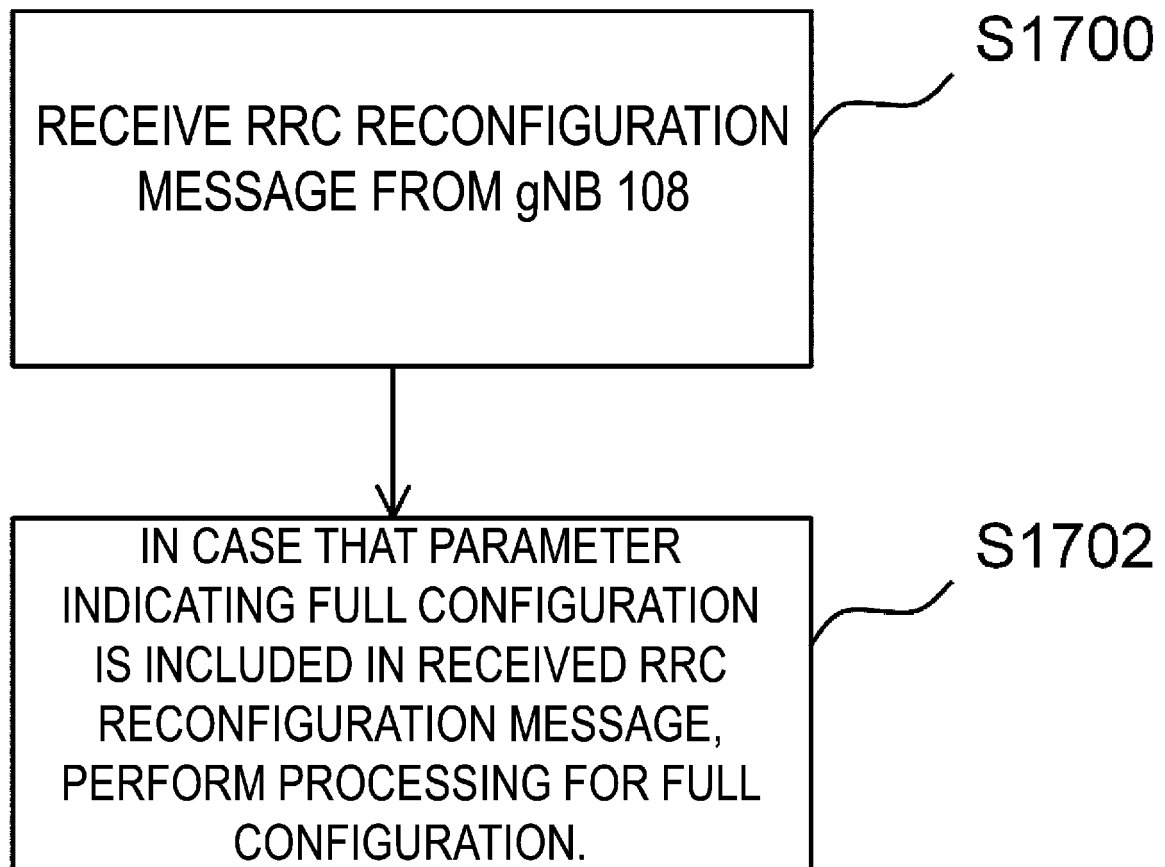 S1700
RECEIVE RRC RECONFIGURATION
MESSAGE FROM gNB 108
S1702
IN CASE THAT PARAMETER
INDICATING FULL CONFIGURATION
IS INCLUDED IN RECEIVED RRC
RECONFIGURATION MESSAGE,
PERFORM PROCESSING FOR FULL
CONFIGURATION.